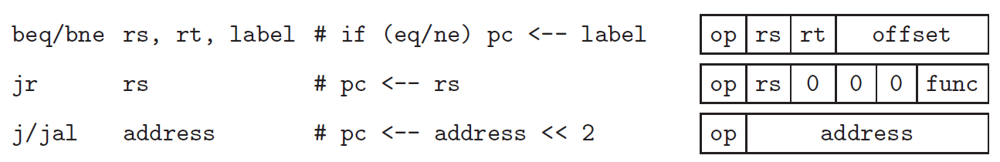 beq/bne rs, rt, label # if (eq/ne) pc <-- label op rs rt offset
jr rs # pc <-- rs op rs 0 0 0 func
j/jal address # pc <-- address << 2 op address